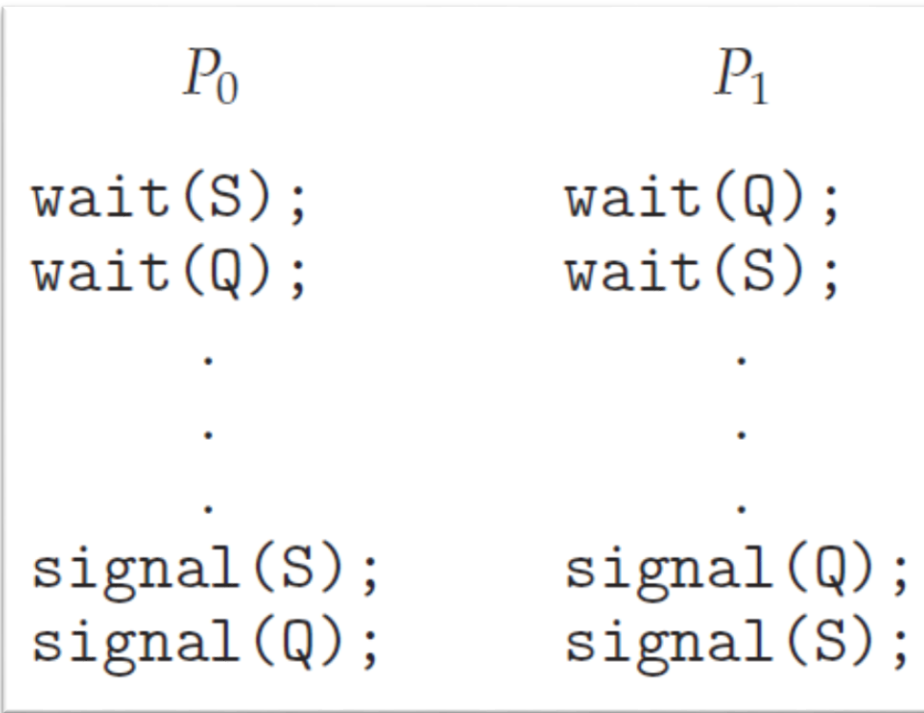 P0 P1
wait(S); wait(Q);
wait(Q); wait(S);
. .
. .
. .
signal(S); signal(Q);
signal(Q); signal(S);